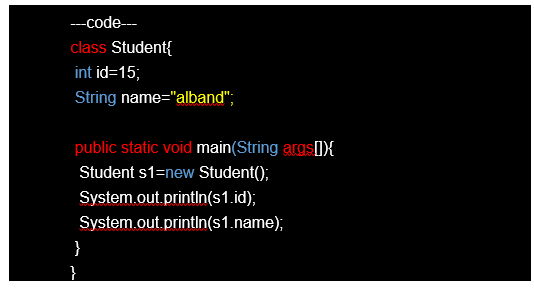 ---code---
class Student{
int id=15;
String name="alband";
public static void main(String args[]){
Student s1=new Student();
System.out.println(s1.id);
System.out.println(s1.name);
}
}